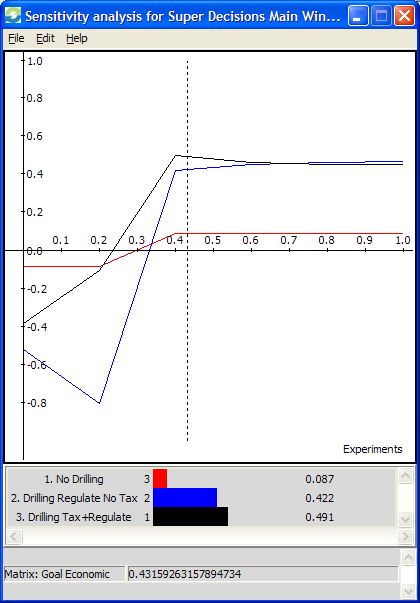 Sensitivity analysis for Super Decisions Main Win...
File Edit Help
1.0
0.8
0.6
0.4
0.2
0.1 0.2 0.3 0.4 0.5 0.6 0.7 0.8 0.9 1.0
0.0
-0.2
-0.4
-0.6
-0.8
Experiments
1. No Drilling 3 0.087
2. Drilling Regulate No Tax 2 0.422
3. Drilling Tax+Regulate 1 0.491
Matrix: Goal Economic 0.43159263157894734